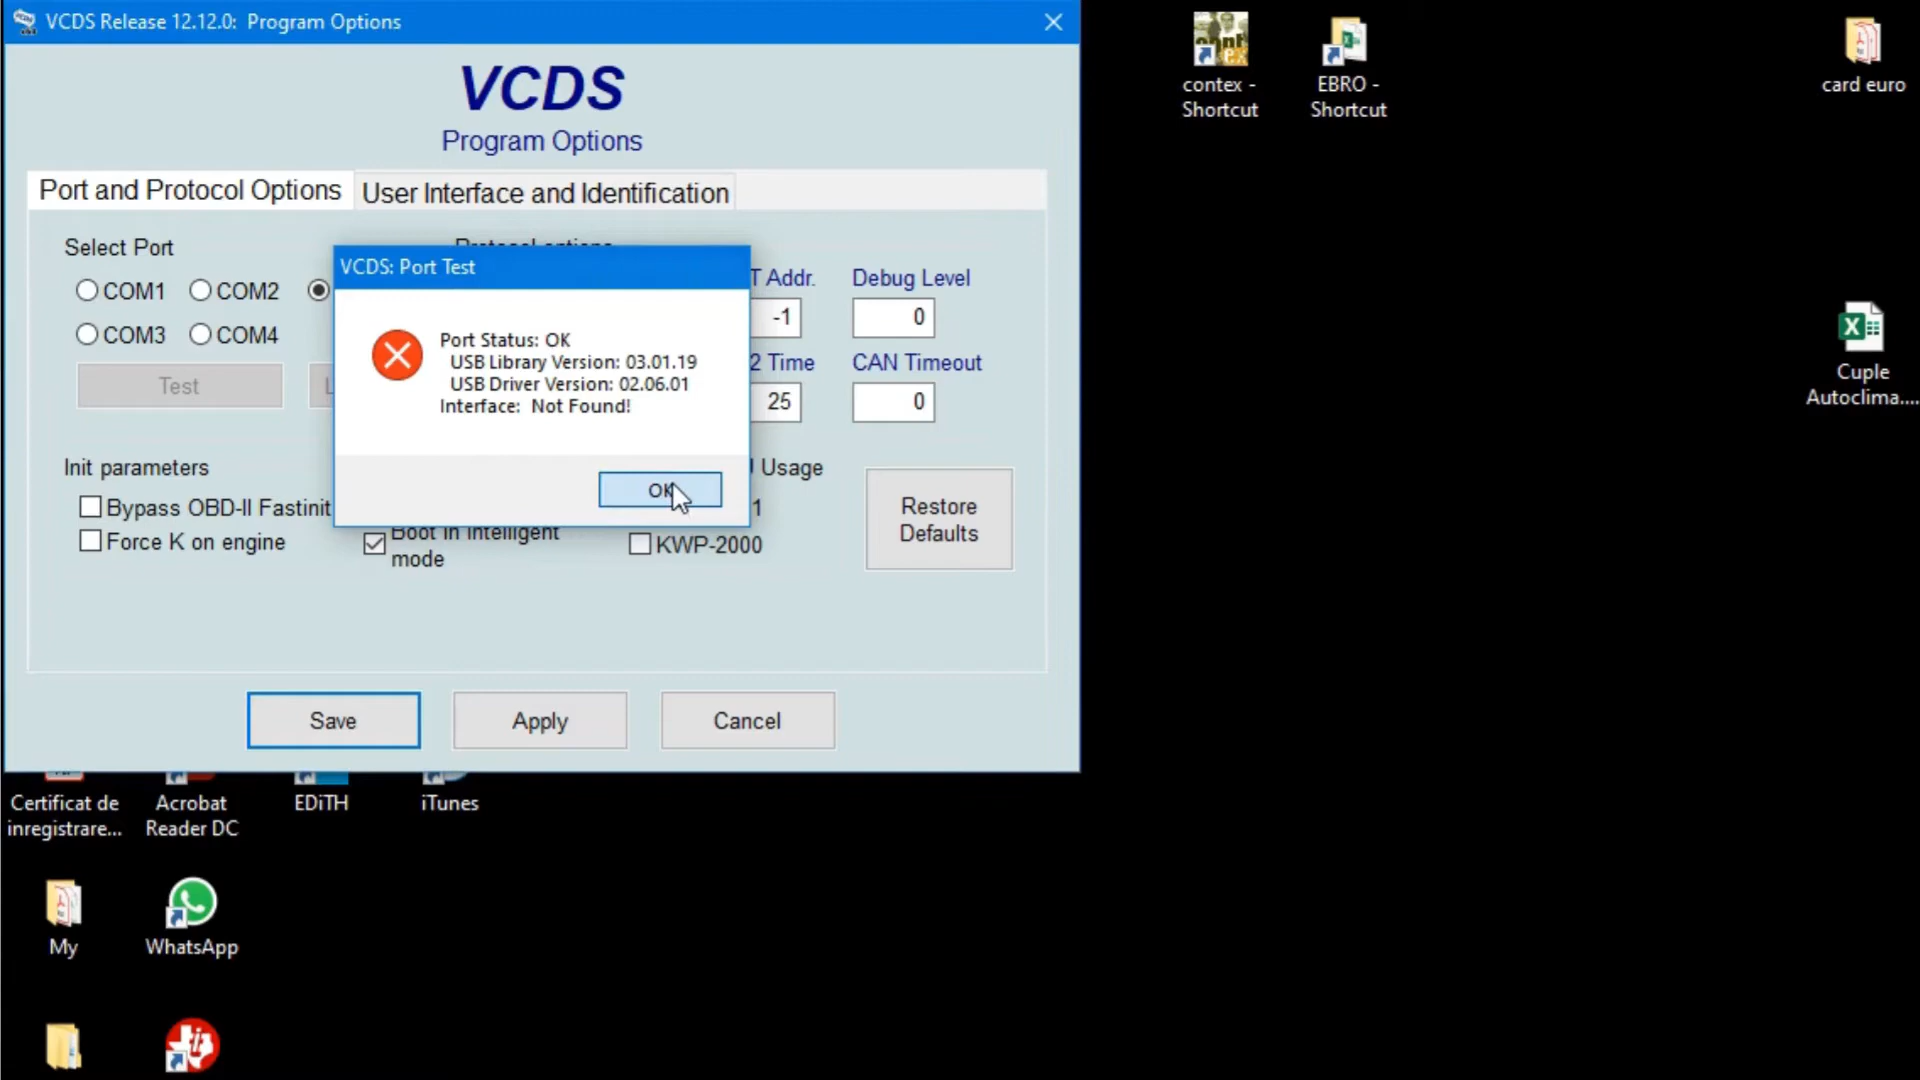 VCDS Release 12.12.0: Program Options
VCDS
Program Options
Port and Protocol Options
User Interface and Identification
Select Port
COM1
COM2
COM3
COM4
Test
Protocol options
VCDS: Port Test
Port Status: OK
USB Library Version: 03.01.19
USB Driver Version: 02.06.01
Interface: Not Found!
OK
T Addr.
-1
Debug Level
0
2 Time
25
CAN Timeout
0
Init parameters
Bypass OBD-II Fastinit
Force K on engine
Boot in intelligent
mode
Usage
1
KWP-2000
Restore
Defaults
Save
Apply
Cancel
contex -
Shortcut
EBRO -
Shortcut
card euro
Cuple
Autoclima....
Certificat de
inregistrare...
Acrobat
Reader DC
EDiTH
iTunes
My
WhatsApp